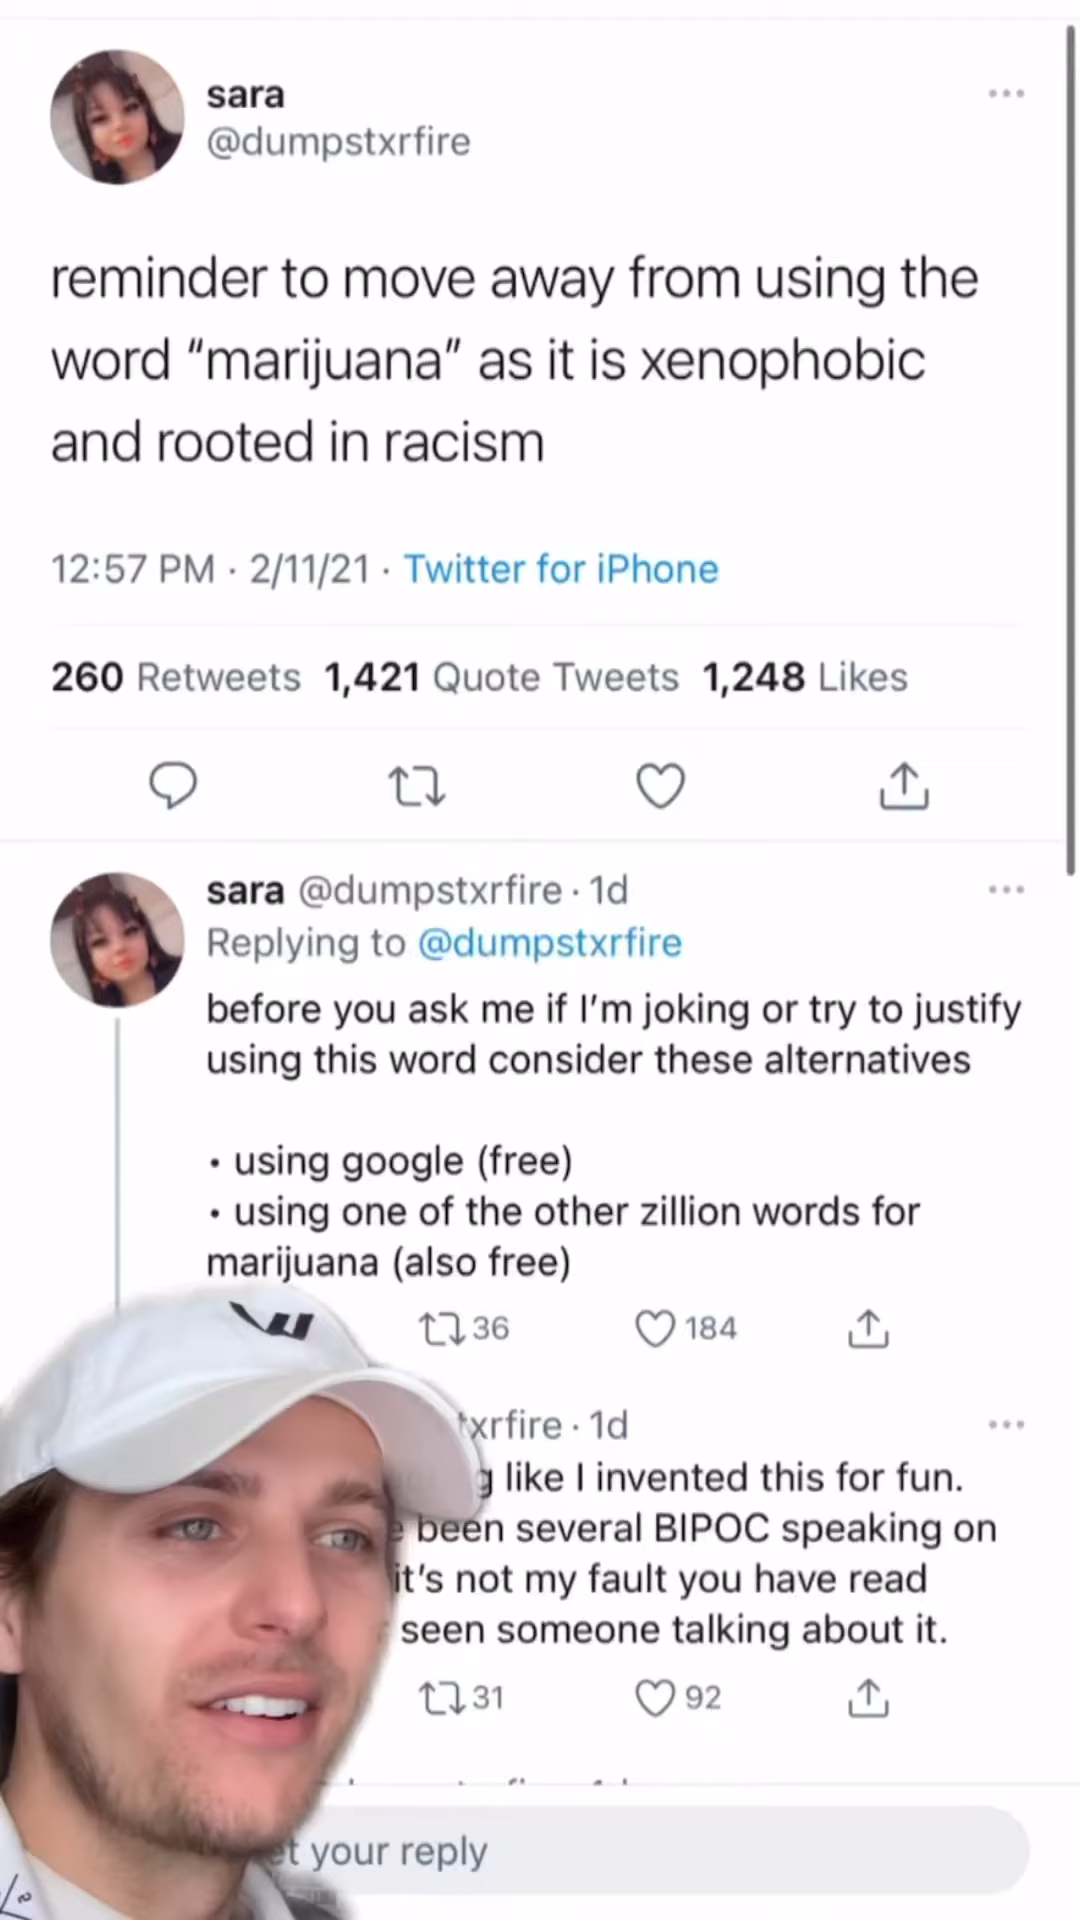 sara
@dumpstxrfire
reminder to move away from using the
word “marijuana” as it is xenophobic
and rooted in racism
12:57 PM · 2/11/21 · Twitter for iPhone
260 Retweets 1,421 Quote Tweets 1,248 Likes
sara @dumpstxrfire · 1d
Replying to @dumpstxrfire
before you ask me if I’m joking or try to justify
using this word consider these alternatives
• using google (free)
• using one of the other zillion words for
marijuana (also free)
36 184
xrfire · 1d
g like I invented this for fun.
been several BIPOC speaking on
it’s not my fault you have read
seen someone talking about it.
31 92
your reply